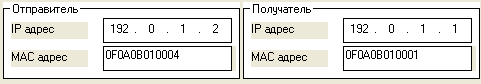 Отправитель
IP адрес 192 . 0 . 1 . 2
MAC адрес 0F0A0B010004
Получатель
IP адрес 192 . 0 . 1 . 1
MAC адрес 0F0A0B010001